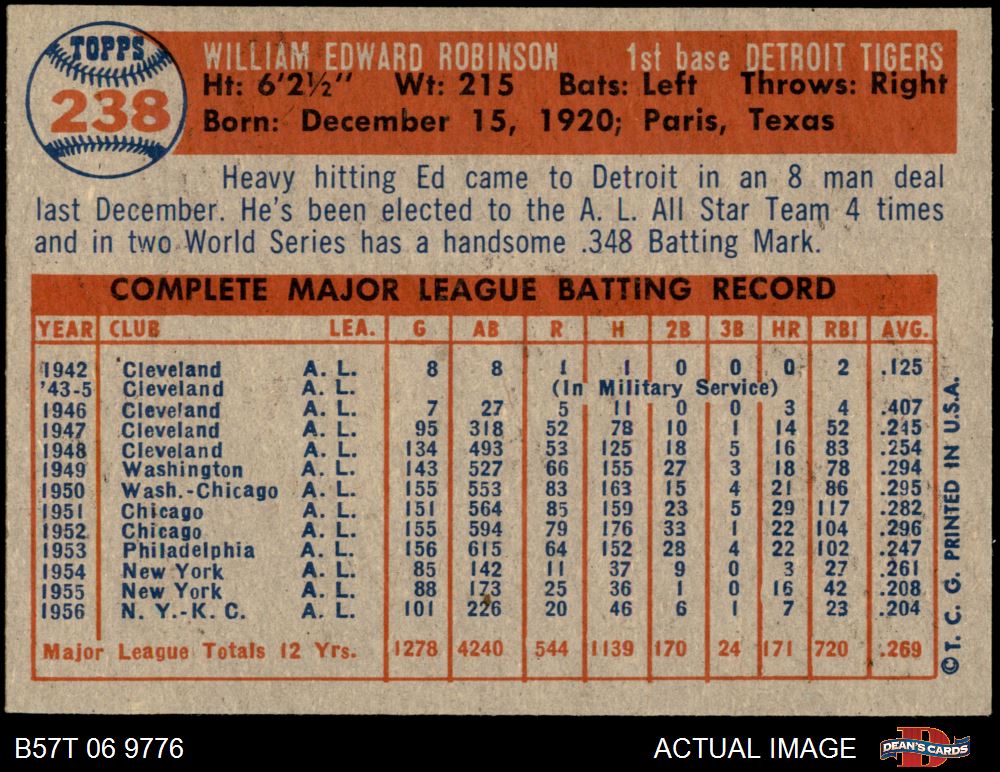 TOPPS
238
WILLIAM EDWARD ROBINSON 1st base DETROIT TIGERS
Ht: 6'2½" Wt: 215 Bats: Left Throws: Right
Born: December 15, 1920; Paris, Texas
Heavy hitting Ed came to Detroit in an 8 man deal
last December. He's been elected to the A. L. All Star Team 4 times
and in two World Series has a handsome .348 Batting Mark.
COMPLETE MAJOR LEAGUE BATTING RECORD
YEAR CLUB LEA. G AB R H 2B 3B HR RBI AVG.
1942 Cleveland A. L. 8 8 1 1 0 0 0 2 .125
'43-5 Cleveland A. L. (In Military Service)
1946 Cleveland A. L. 7 27 5 11 0 0 3 4 .407
1947 Cleveland A. L. 95 318 52 78 10 1 14 52 .245
1948 Cleveland A. L. 134 493 53 125 18 5 16 83 .254
1949 Washington A. L. 143 527 66 155 27 3 18 78 .294
1950 Wash.-Chicago A. L. 155 553 83 163 15 4 21 86 .295
1951 Chicago A. L. 151 564 85 159 23 5 29 117 .282
1952 Chicago A. L. 155 594 79 176 33 1 22 104 .296
1953 Philadelphia A. L. 156 615 64 152 28 4 22 102 .247
1954 New York A. L. 85 142 11 37 9 0 3 27 .261
1955 New York A. L. 88 173 25 36 1 0 16 42 .208
1956 N. Y.-K. C. A. L. 101 226 20 46 6 1 7 23 .204
Major League Totals 12 Yrs. 1278 4240 544 1139 170 24 171 720 .269
© T. C. G. PRINTED IN U.S.A.
B57T 06 9776 ACTUAL IMAGE DEAN'S CARDS